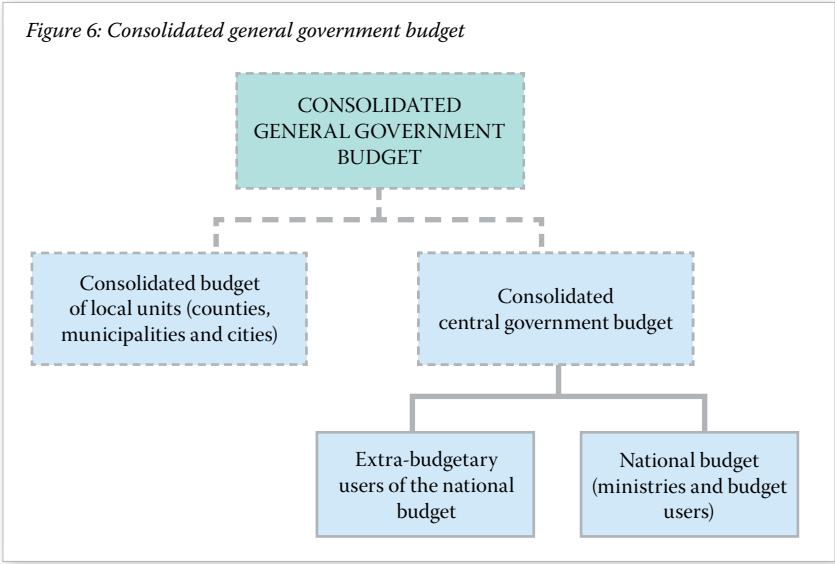 Figure 6: Consolidated general government budget
CONSOLIDATED
GENERAL GOVERNMENT
BUDGET
Consolidated budget
of local units (counties,
municipalities and cities)
Consolidated
central government budget
Extra-budgetary
users of the national
budget
National budget
(ministries and budget
users)